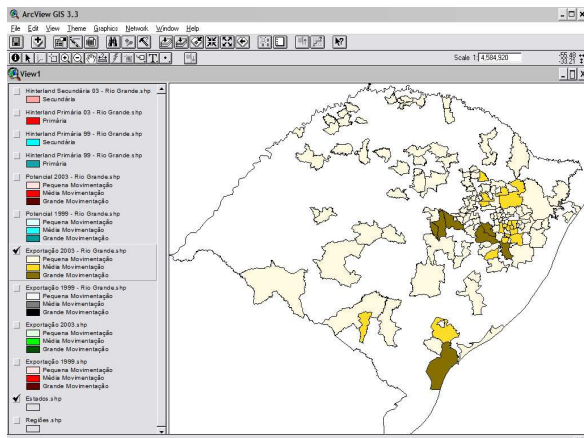 ArcView GIS 3.3
File Edit View Theme Graphics Network Window Help
Scale 1: 4,584,920
-55.48
-33.21
View1
Hinterland Secundária 03 - Rio Grande.shp
Secundária
Hinterland Primária 03 - Rio Grande.shp
Primária
Hinterland Primária 99 - Rio Grande.shp
Secundária
Hinterland Primária 99 - Rio Grande.shp
Primária
Potencial 2003 - Rio Grande.shp
Pequena Movimentação
Média Movimentação
Grande Movimentação
Potencial 1999 - Rio Grande.shp
Pequena Movimentação
Média Movimentação
Grande Movimentação
Exportação 2003 - Rio Grande.shp
Pequena Movimentação
Média Movimentação
Grande Movimentação
Exportação 1999 - Rio Grande.shp
Pequena Movimentação
Média Movimentação
Grande Movimentação
Exportação 2003.shp
Pequena Movimentação
Média Movimentação
Grande Movimentação
Exportação 1999.shp
Pequena Movimentação
Média Movimentação
Grande Movimentação
Estados.shp
Regiões.shp